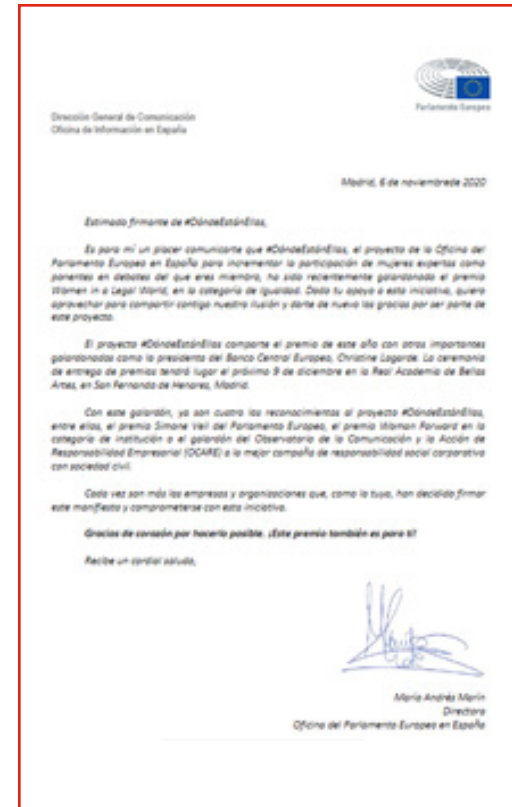 Parlamento Europeo
Dirección General de Comunicación
Oficina de Información en España
Madrid, 6 de noviembrede 2020
Estimado firmante de #DóndeEstánEllas,
Es para mí un placer comunicarte que #DóndeEstánEllas, el proyecto de la Oficina del
Parlamento Europeo en España para incrementar la participación de mujeres expertas como
ponentes en debates del que eres miembro, ha sido recientemente galardonado el premio
Women in a Legal World, en la categoría de igualdad. Dado tu apoyo a esta iniciativa, quiero
aprovechar para compartir contigo nuestra ilusión y darte de nuevo las gracias por ser parte de
este proyecto.
El proyecto #DóndeEstánEllas comparte el premio de este año con otros importantes
galardonados como la presidenta del Banco Central Europeo, Christine Lagarde. La ceremonia
de entrega de premios tendrá lugar el próximo 9 de diciembre en la Real Academia de Bellas
Artes, en San Fernando de Henares, Madrid.
Con este galardón, ya son cuatro los reconocimientos al proyecto #DóndeEstánEllas,
entre ellos, el premio Simone Veil del Parlamento Europeo, el premio Woman Forward en la
categoría de institución o el galardón del Observatorio de la Comunicación y la Acción de
Responsabilidad Empresarial (OCARE) a la mejor campaña de responsabilidad social corporativa
con sociedad civil.
Cada vez son más las empresas y organizaciones que, como la tuya, han decidido firmar
este manifiesto y comprometerse con esta iniciativa.
Gracias de corazón por hacerlo posible. ¡Este premio también es para ti!
Recibe un cordial saludo,
María Andrés Marín
Directora
Oficina del Parlamento Europeo en España